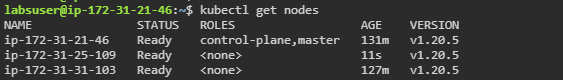 labsuser@ip-172-31-21-46:~$ kubectl get nodes
NAME STATUS ROLES AGE VERSION
ip-172-31-21-46 Ready control-plane,master 131m v1.20.5
ip-172-31-25-109 Ready <none> 11s v1.20.5
ip-172-31-31-103 Ready <none> 127m v1.20.5